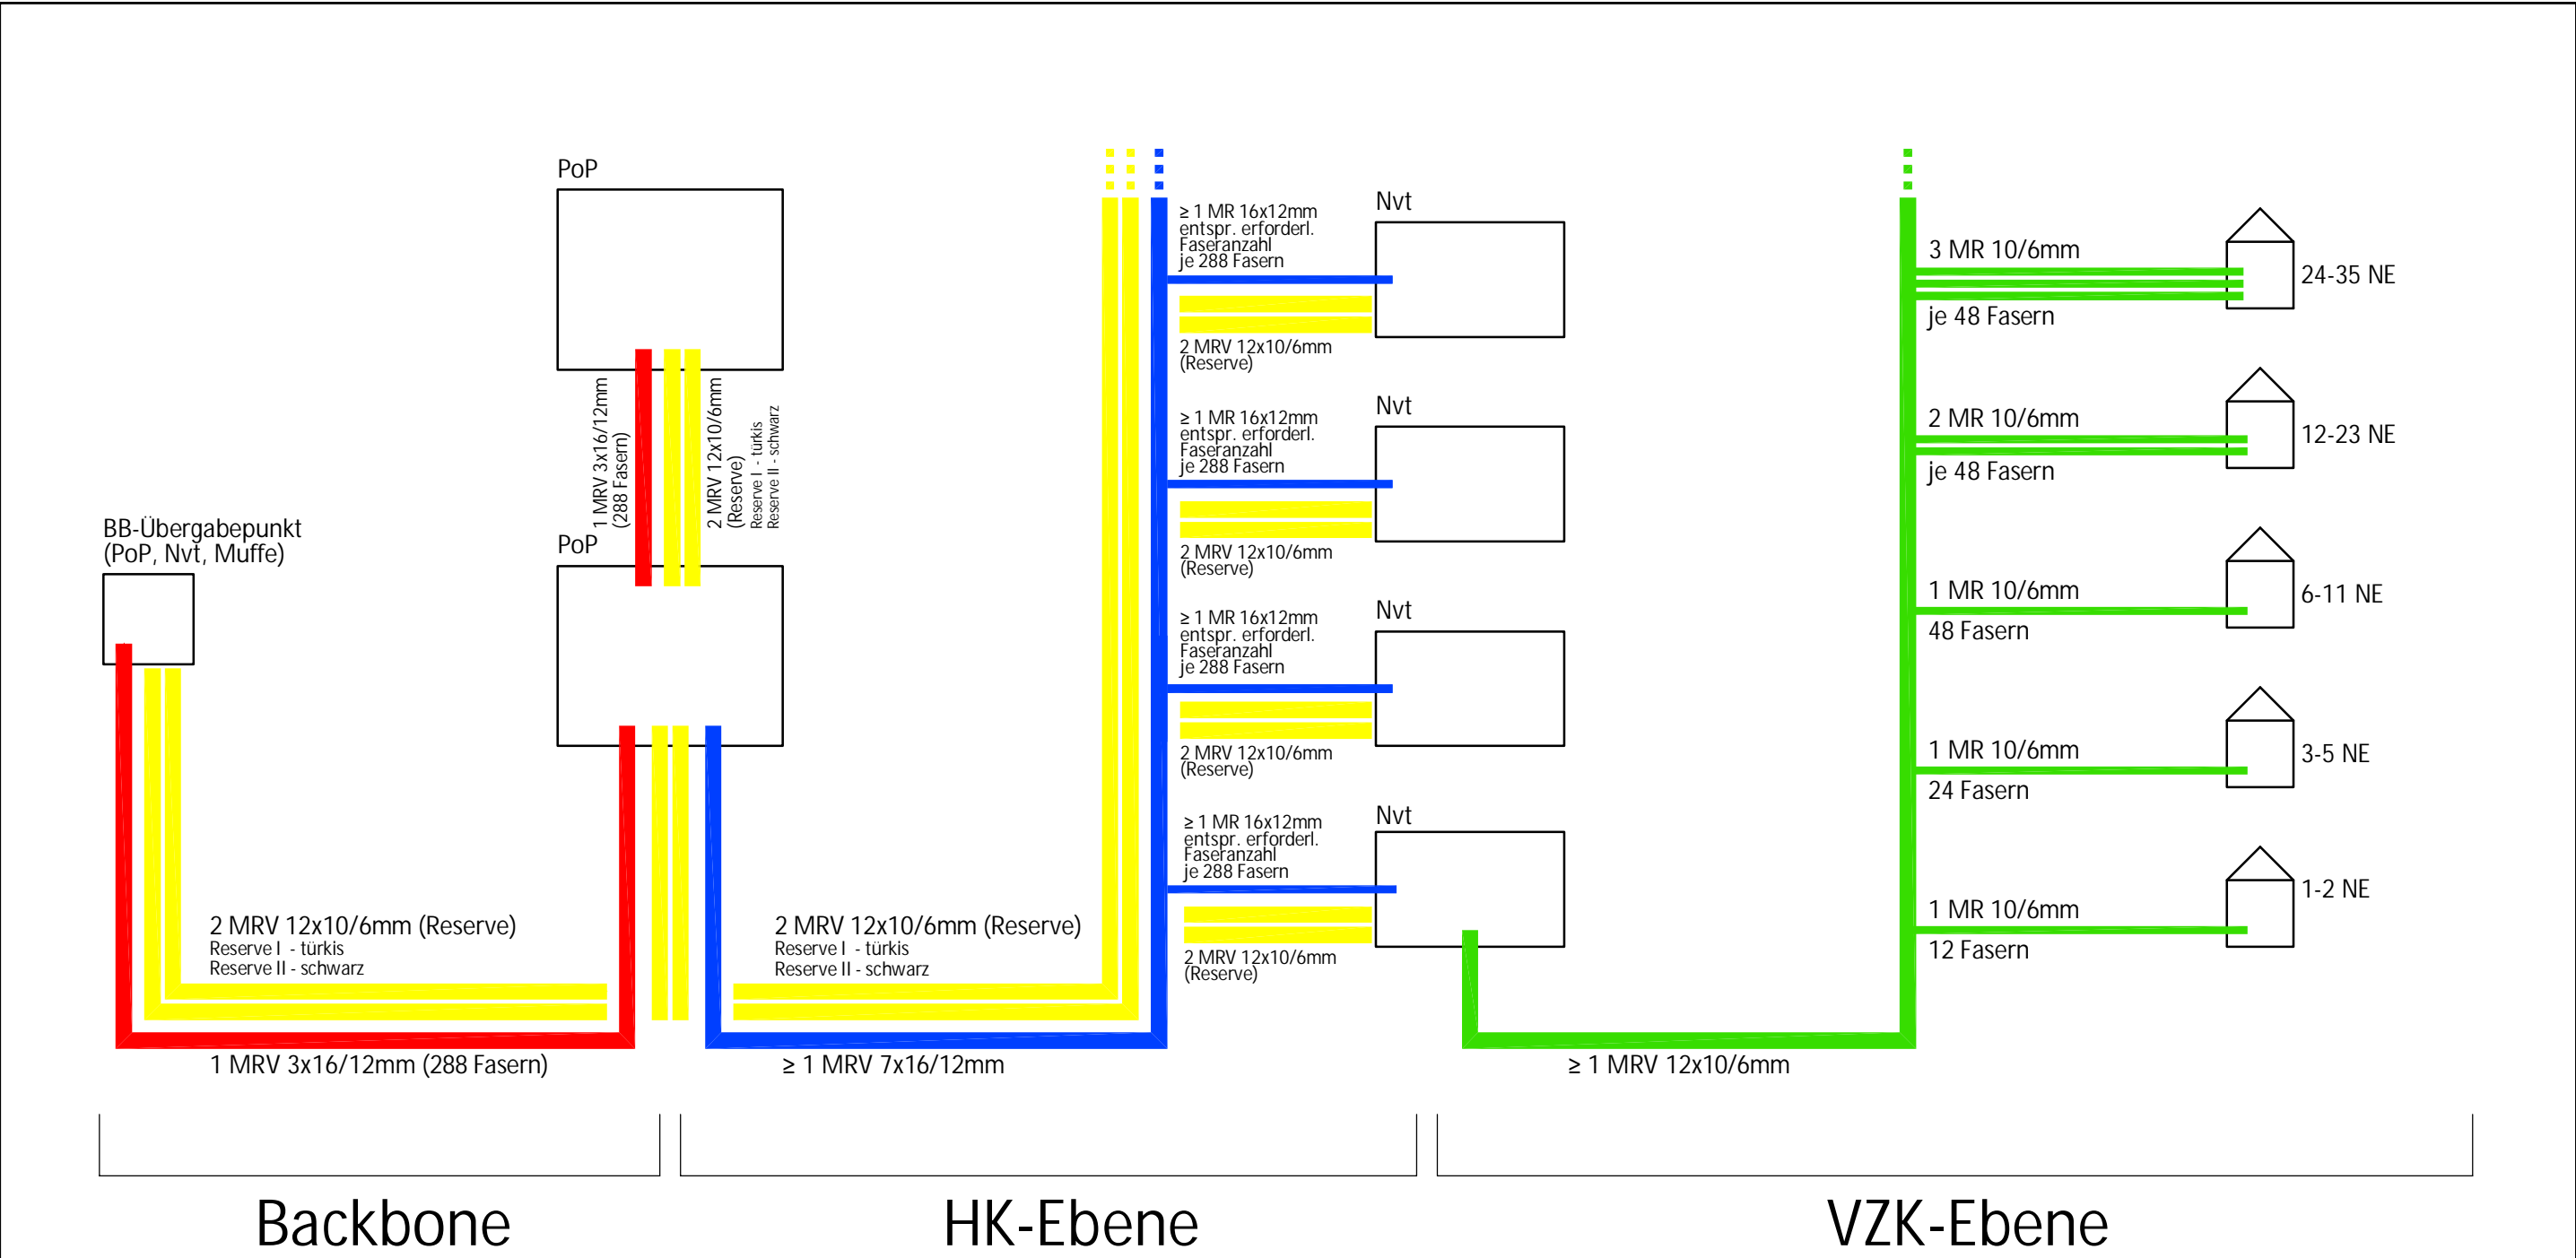 PoP
1 MRV 3x16/12mm
(288 Fasern)
2 MRV 12x10/6mm
(Reserve)
Reserve I - türkis
Reserve II - schwarz
PoP
BB-Übergabepunkt
(PoP, Nvt, Muffe)
2 MRV 12x10/6mm (Reserve)
Reserve I - türkis
Reserve II - schwarz
1 MRV 3x16/12mm (288 Fasern)
2 MRV 12x10/6mm (Reserve)
Reserve I - türkis
Reserve II - schwarz
≥ 1 MRV 7x16/12mm
≥ 1 MR 16x12mm
entspr. erforderl.
Faseranzahl
je 288 Fasern
Nvt
2 MRV 12x10/6mm
(Reserve)
≥ 1 MR 16x12mm
entspr. erforderl.
Faseranzahl
je 288 Fasern
Nvt
2 MRV 12x10/6mm
(Reserve)
≥ 1 MR 16x12mm
entspr. erforderl.
Faseranzahl
je 288 Fasern
Nvt
2 MRV 12x10/6mm
(Reserve)
≥ 1 MR 16x12mm
entspr. erforderl.
Faseranzahl
je 288 Fasern
Nvt
2 MRV 12x10/6mm
(Reserve)
≥ 1 MRV 12x10/6mm
3 MR 10/6mm
je 48 Fasern
24-35 NE
2 MR 10/6mm
je 48 Fasern
12-23 NE
1 MR 10/6mm
48 Fasern
6-11 NE
1 MR 10/6mm
24 Fasern
3-5 NE
1 MR 10/6mm
12 Fasern
1-2 NE
Backbone
HK-Ebene
VZK-Ebene